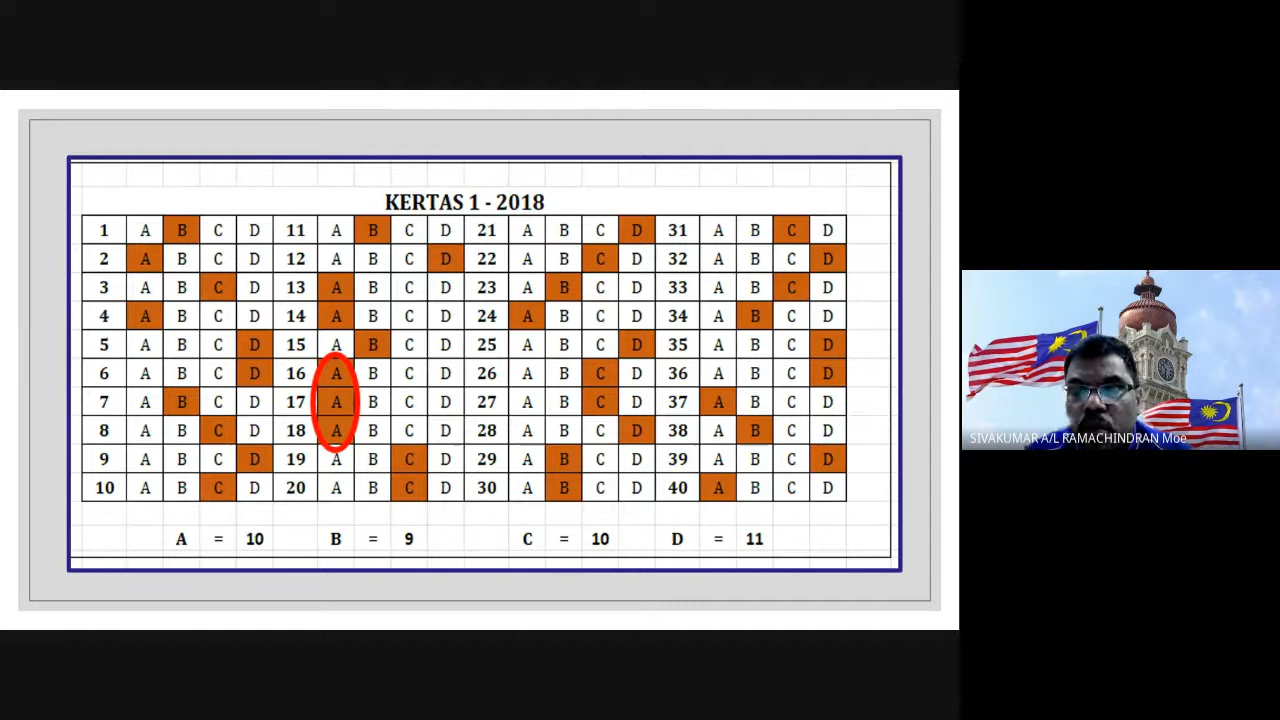 KERTAS 1 - 2018
1 A B C D 11 A B C D 21 A B C D 31 A B C D
2 A B C D 12 A B C D 22 A B C D 32 A B C D
3 A B C D 13 A B C D 23 A B C D 33 A B C D
4 A B C D 14 A B C D 24 A B C D 34 A B C D
5 A B C D 15 A B C D 25 A B C D 35 A B C D
6 A B C D 16 A B C D 26 A B C D 36 A B C D
7 A B C D 17 A B C D 27 A B C D 37 A B C D
8 A B C D 18 A B C D 28 A B C D 38 A B C D
9 A B C D 19 A B C D 29 A B C D 39 A B C D
10 A B C D 20 A B C D 30 A B C D 40 A B C D
A = 10 B = 9 C = 10 D = 11
SIVAKUMAR A/L RAMACHINDRAN Moe